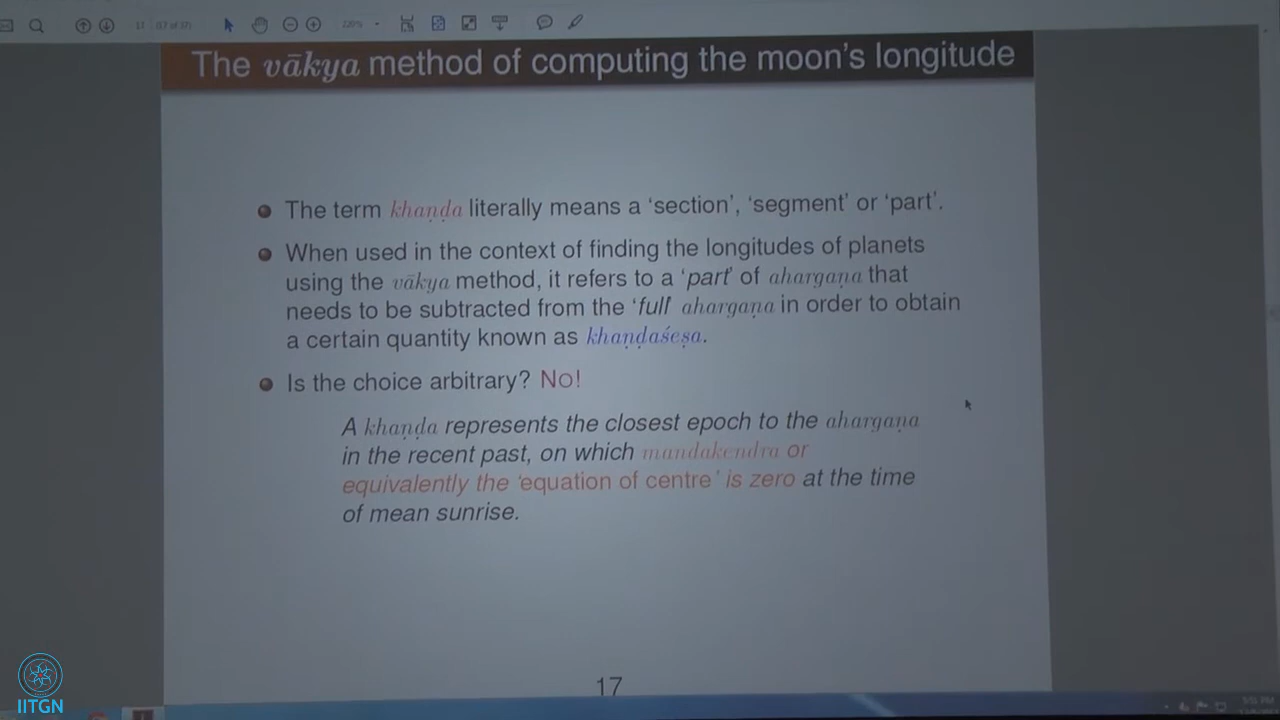 The vākya method of computing the moon's longitude
The term khaṇḍa literally means a ‘section’, ‘segment’ or ‘part’.
When used in the context of finding the longitudes of planets
using the vākya method, it refers to a ‘part’ of ahargaṇa that
needs to be subtracted from the ‘full’ ahargaṇa in order to obtain
a certain quantity known as khaṇḍaśeṣa.
Is the choice arbitrary? No!
A khaṇḍa represents the closest epoch to the ahargaṇa
in the recent past, on which mandakendra or
equivalently the ‘equation of centre’ is zero at the time
of mean sunrise.
17
IITGN